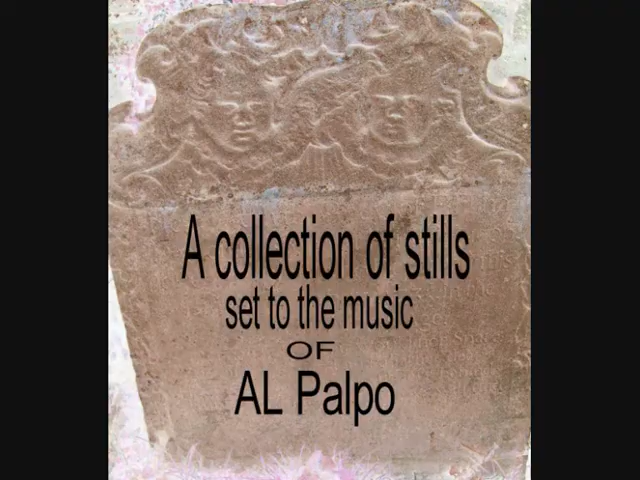 A collection of stills
set to the music
OF
AL Palpo